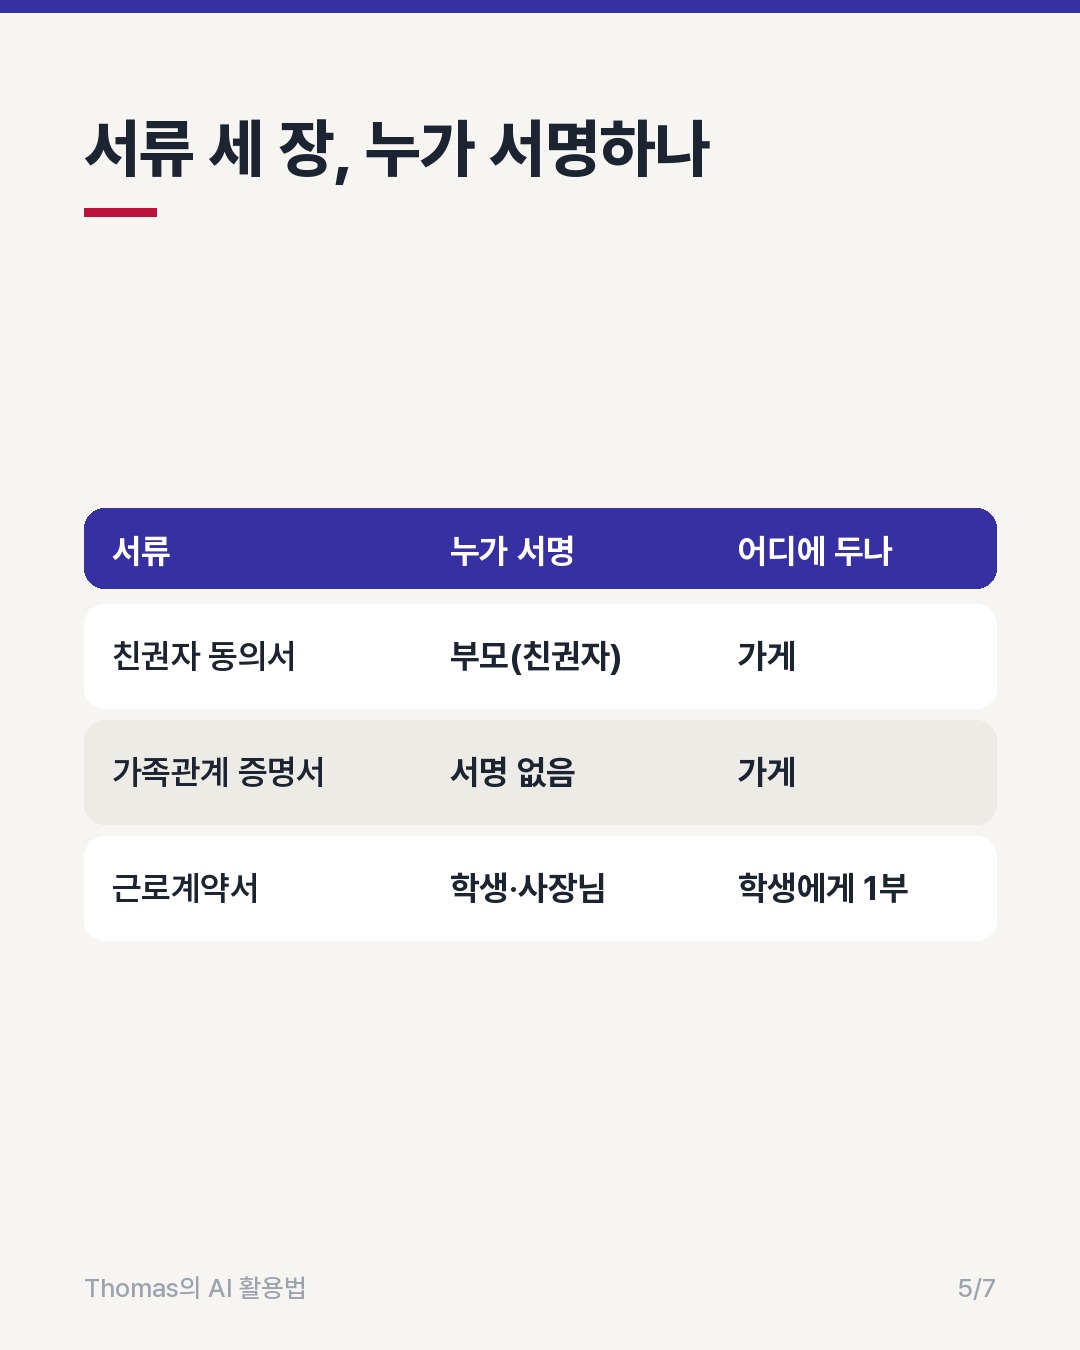 서류 세 장, 누가 서명하나
서류 누가 서명 어디에 두나
친권자 동의서 부모(친권자) 가게
가족관계 증명서 서명 없음 가게
근로계약서 학생·사장님 학생에게 1부
Thomas의 AI 활용법 5/7